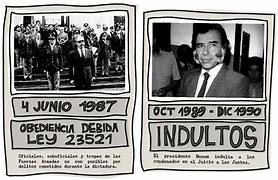 4 JUNIO 1987
OBEDIENCIA DEBIDA
LEY 23521
Oficiales, suboficiales y tropas de las
Fuerzas Armadas no son punibles por
delitos cometidos durante la dictadura.
OCT 1989 - DIC 1990
INDULTOS
El presidente Menem indulta a los
condenados en el Juicio a las Juntas.